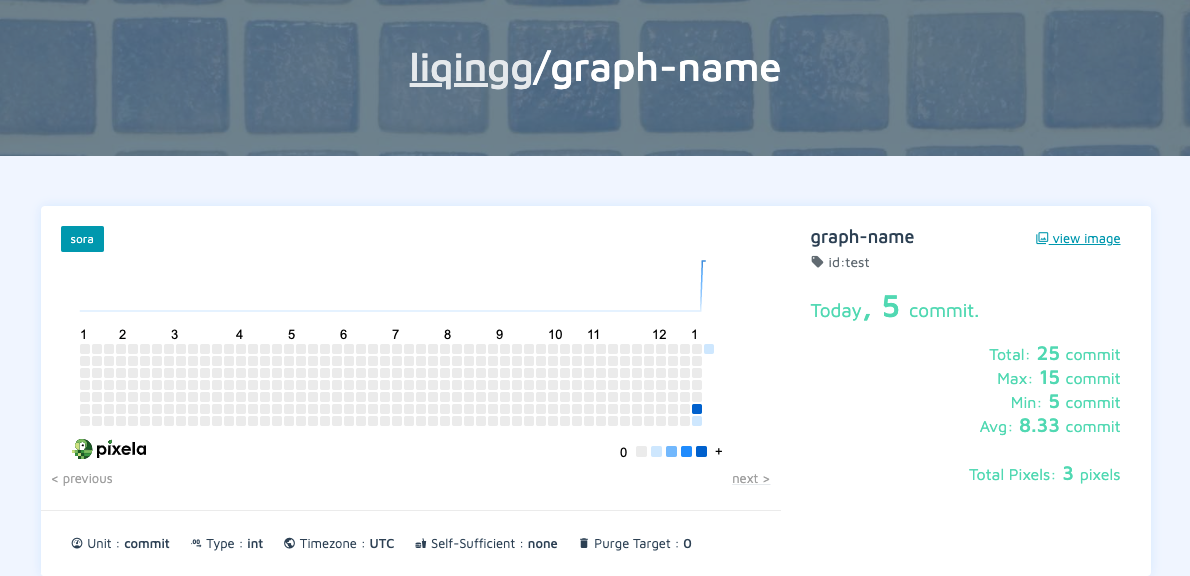 liqingg/graph-name
sora
1 2 3 4 5 6 7 8 9 10 11 12 1
pixela
0 +
< previous
next >
Unit : commit Type : int Timezone : UTC Self-Sufficient : none Purge Target : 0
graph-name
view image
id:test
Today, 5 commit.
Total: 25 commit
Max: 15 commit
Min: 5 commit
Avg: 8.33 commit
Total Pixels: 3 pixels